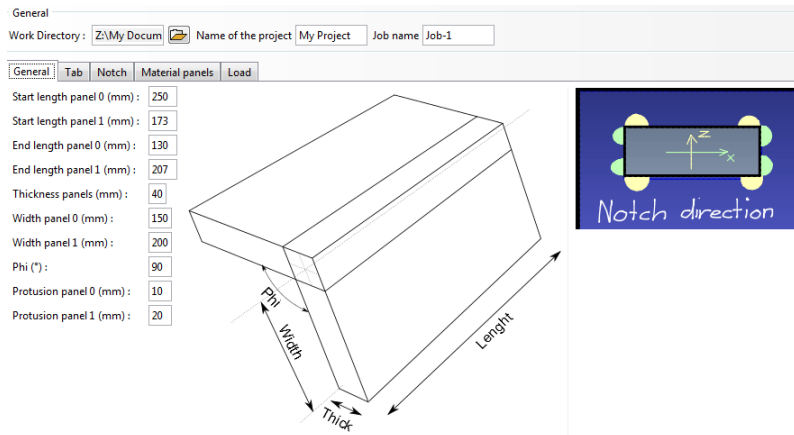 General
Work Directory : Z:\My Docum Name of the project My Project Job name Job-1
General Tab Notch Material panels Load
Start length panel 0 (mm) : 250
Start length panel 1 (mm) : 173
End length panel 0 (mm) : 130
End length panel 1 (mm) : 207
Thickness panels (mm) : 40
Width panel 0 (mm) : 150
Width panel 1 (mm) : 200
Phi (°) : 90
Protusion panel 0 (mm) : 10
Protusion panel 1 (mm) : 20
Phi
Width
Thick
Lenght
z
x
Notch direction